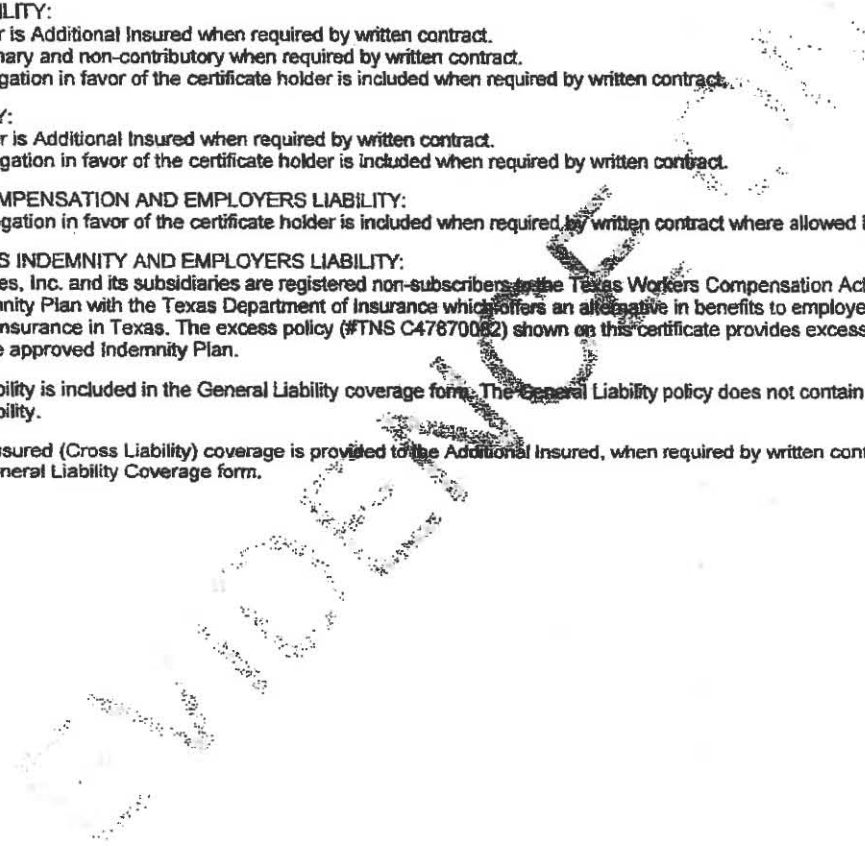 ILITY:
r is Additional Insured when required by written contract.
nary and non-contributory when required by written contract.
gation in favor of the certificate holder is included when required by written contract.
Y:
r is Additional Insured when required by written contract.
gation in favor of the certificate holder is included when required by written contract.
MPENSATION AND EMPLOYERS LIABILITY:
gation in favor of the certificate holder is included when required by written contract where allowed
S INDEMNITY AND EMPLOYERS LIABILITY:
es, Inc. and its subsidiaries are registered non-subscribers to the Texas Workers Compensation Ac
nnity Plan with the Texas Department of Insurance which offers an alternative in benefits to employe
nsurance in Texas. The excess policy (#TNS C47870082) shown on this certificate provides excess
e approved Indemnity Plan.
bility is included in the General Liability coverage form. The General Liability policy does not contain
bility.
sured (Cross Liability) coverage is provided to the Additional Insured, when required by written cont
neral Liability Coverage form.
EVIDENCE